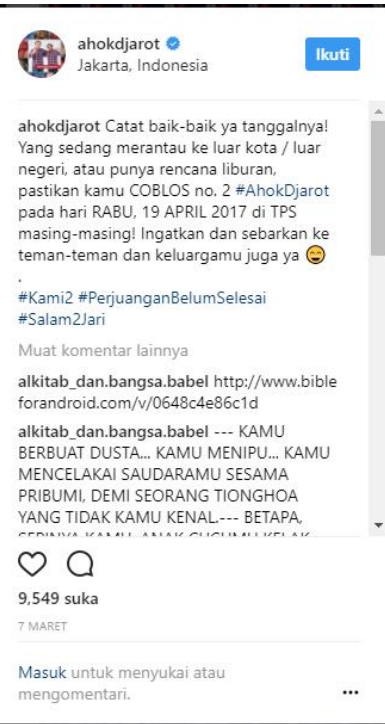 ahokdjarot
Jakarta, Indonesia
Ikuti
ahokdjarot Catat baik-baik ya tanggalnya!
Yang sedang merantau ke luar kota / luar
negeri, atau punya rencana liburan,
pastikan kamu COBLOS no. 2 #AhokDjarot
pada hari RABU, 19 APRIL 2017 di TPS
masing-masing! Ingatkan dan sebarkan ke
teman-teman dan keluargamu juga ya 😄
.
#Kami2 #PerjuanganBelumSelesai
#Salam2Jari
Muat komentar lainnya
alkitab_dan.bangsa.babel http://www.bible
forandroid.com/v/0648c4e86c1d
alkitab_dan.bangsa.babel --- KAMU
BERBUAT DUSTA... KAMU MENIPU... KAMU
MENCELAKAI SAUDARAMU SESAMA
PRIBUMI, DEMI SEORANG TIONGHOA
YANG TIDAK KAMU KENAL.--- BETAPA,
KAMU, ANAK CUCUMU KELAK
9,549 suka
7 MARET
Masuk untuk menyukai atau
mengomentari.